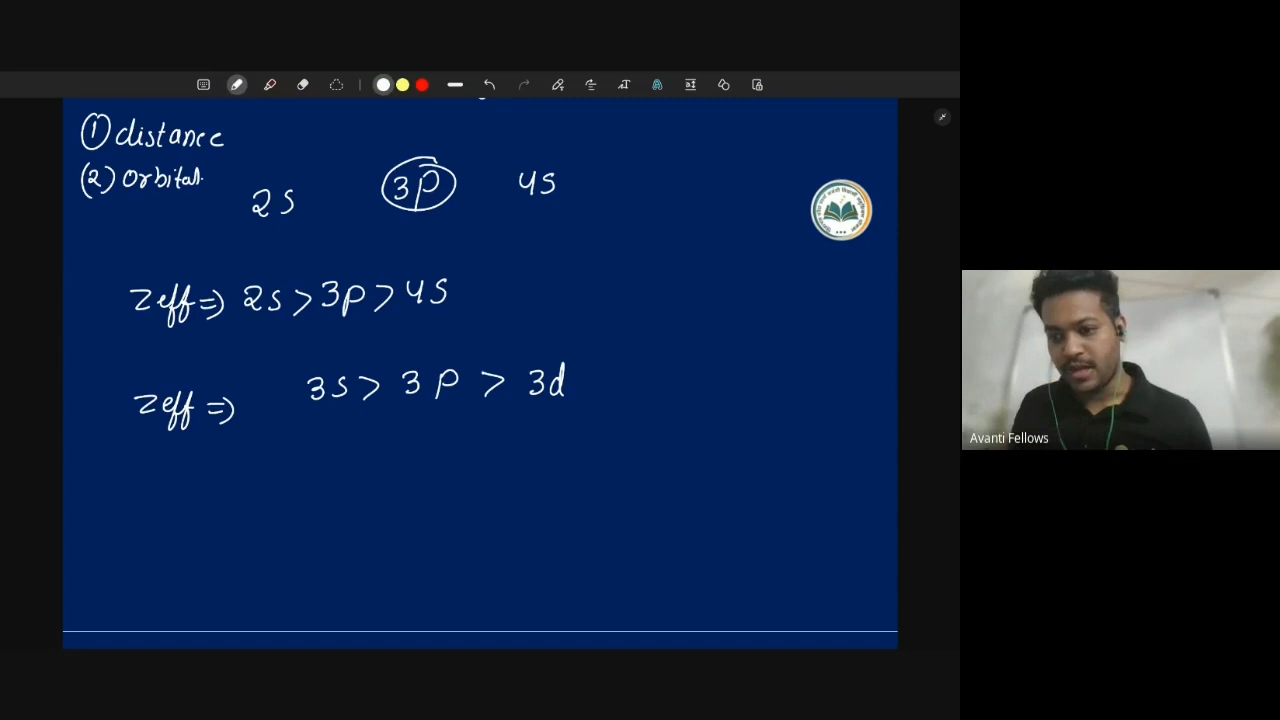 ① distance
(2) Orbital.
2s 3p 4s
Zeff ⇒ 2s > 3p > 4s
Zeff ⇒ 3s > 3p > 3d
Avanti Fellows